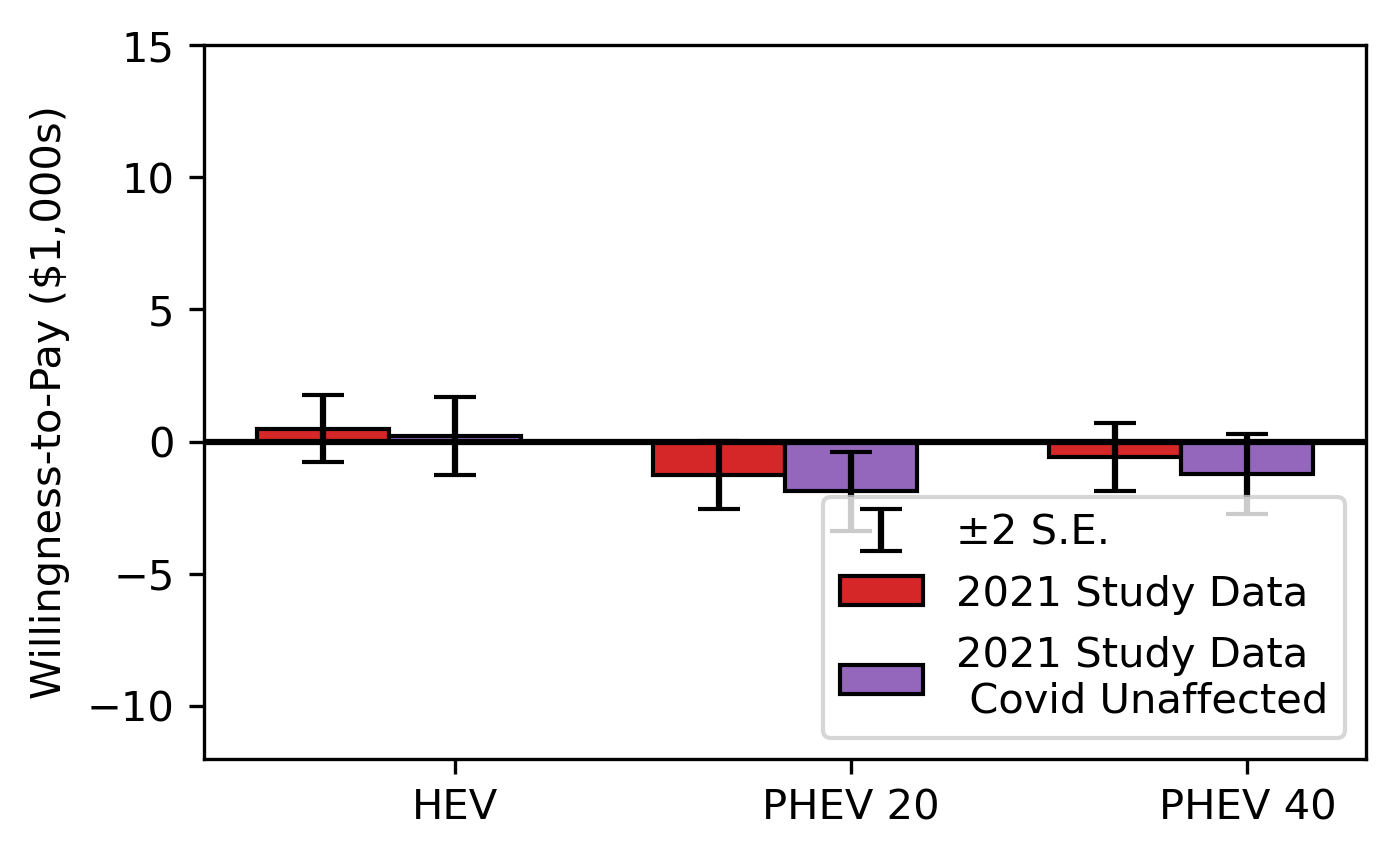 Willingness-to-Pay ($1,000s)
15
10
5
0
−5
−10
±2 S.E.
2021 Study Data
2021 Study Data
Covid Unaffected
HEV
PHEV 20
PHEV 40